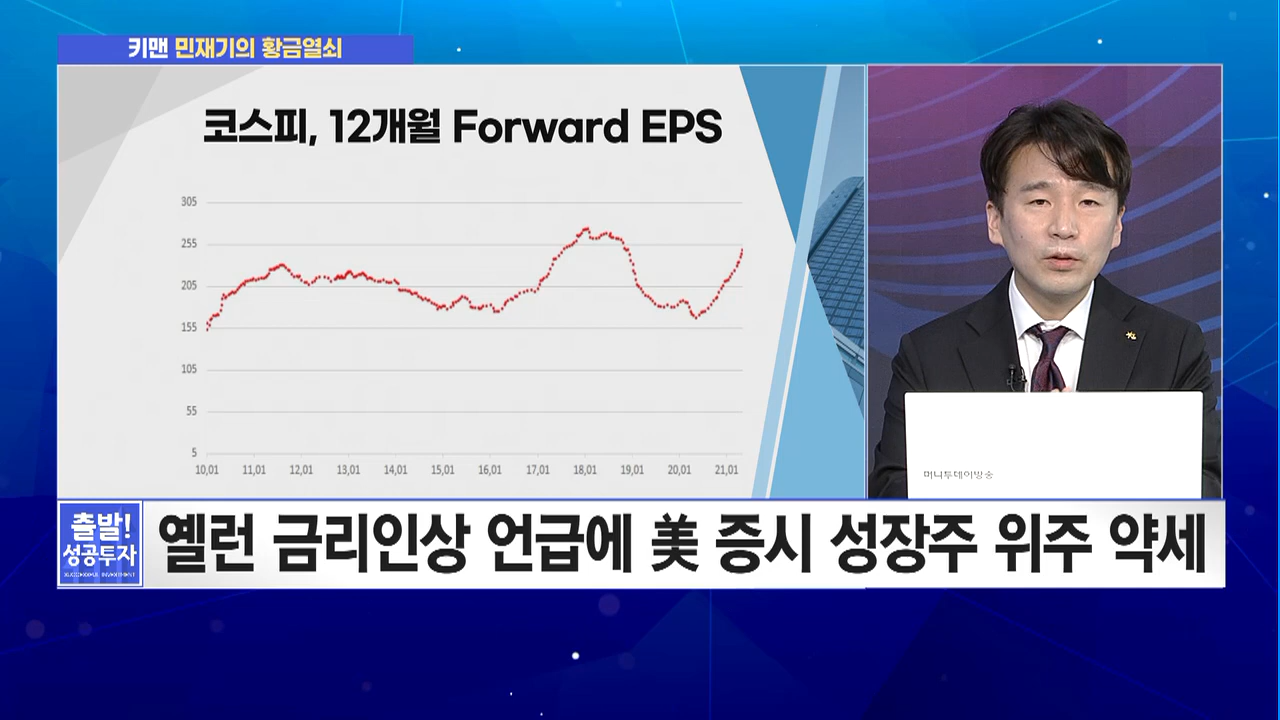 키맨 민재기의 황금열쇠
코스피, 12개월 Forward EPS
305
255
205
155
105
55
5
10,01 11,01 12,01 13,01 14,01 15,01 16,01 17,01 18,01 19,01 20,01 21,01
머니투데이방송
출발!
성공투자
SUCCESSFUL INVESTMENT
옐런 금리인상 언급에 美 증시 성장주 위주 약세